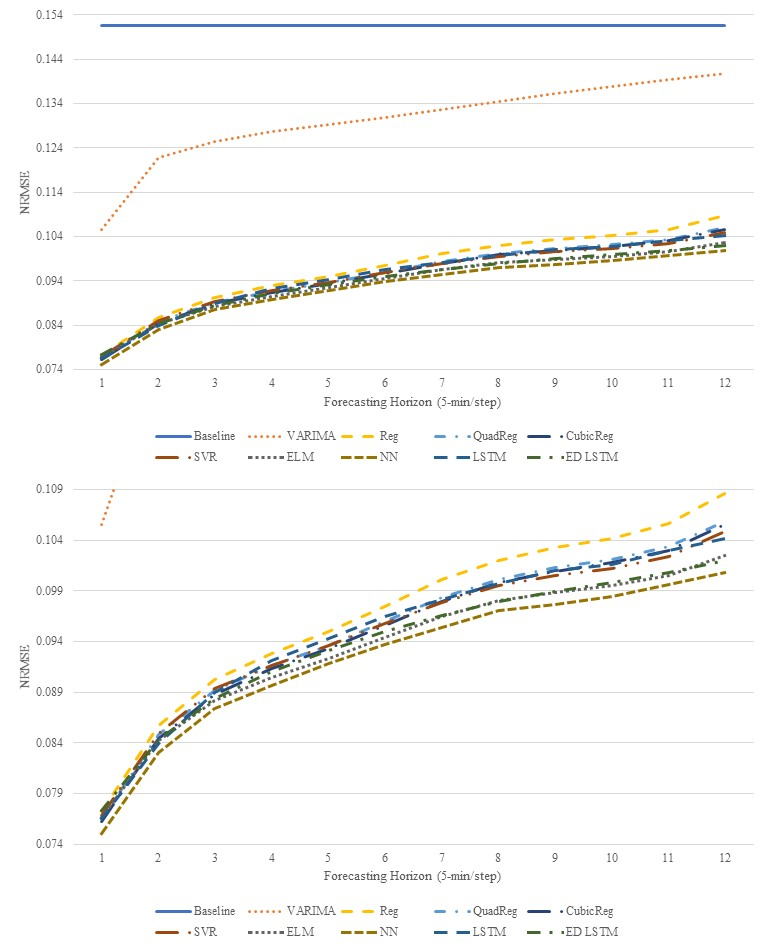 0.154
0.144
0.134
0.124
0.114
0.104
0.094
0.084
0.074
NRMSE
1 2 3 4 5 6 7 8 9 10 11 12
Forecasting Horizon (5-min/step)
Baseline VARIMA Reg QuadReg CubicReg
SVR ELM NN LSTM ED LSTM
0.109
0.104
0.099
0.094
0.089
0.084
0.079
0.074
NRMSE
1 2 3 4 5 6 7 8 9 10 11 12
Forecasting Horizon (5-min/step)
Baseline VARIMA Reg QuadReg CubicReg
SVR ELM NN LSTM ED LSTM